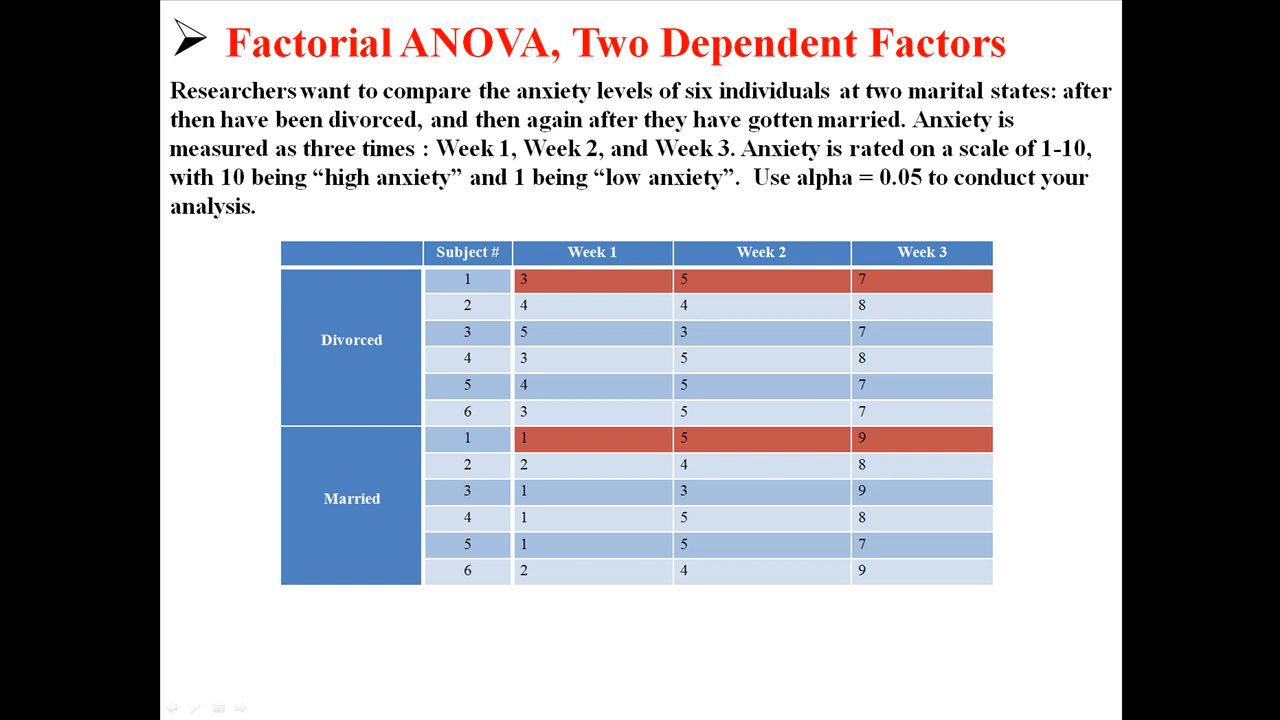 Factorial ANOVA, Two Dependent Factors
Researchers want to compare the anxiety levels of six individuals at two marital states: after
then have been divorced, and then again after they have gotten married. Anxiety is
measured as three times : Week 1, Week 2, and Week 3. Anxiety is rated on a scale of 1-10,
with 10 being “high anxiety” and 1 being “low anxiety”. Use alpha = 0.05 to conduct your
analysis.
Subject # Week 1 Week 2 Week 3
Divorced
1 3 5 7
2 4 4 8
3 5 3 7
4 3 5 8
5 4 5 7
6 3 5 7
Married
1 1 5 9
2 2 4 8
3 1 3 9
4 1 5 8
5 1 5 7
6 2 4 9